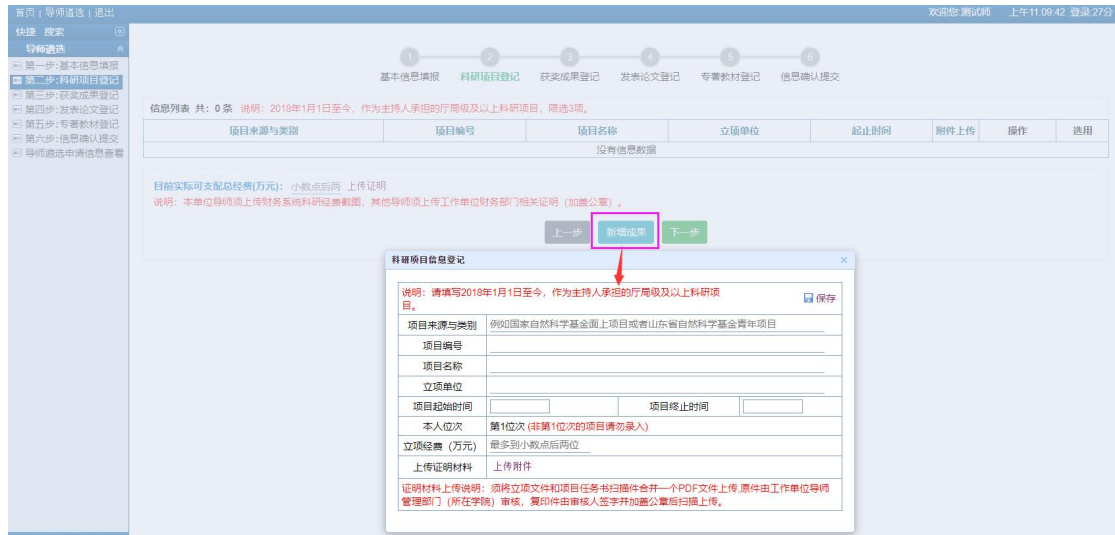 首页 | 导师遴选 | 退出
欢迎您:测试师 上午11:09:42 登录:27分
快捷 搜索
导师遴选
第一步:基本信息填报
第二步:科研项目登记
第三步:获奖成果登记
第四步:发表论文登记
第五步:专著教材登记
第六步:信息确认提交
导师遴选申请信息查看
1 2 3 4 5 6
基本信息填报 科研项目登记 获奖成果登记 发表论文登记 专著教材登记 信息确认提交
信息列表 共：0 条 说明：2018年1月1日至今，作为主持人承担的厅局级及以上科研项目，限选3项。
项目来源与类别 项目编号 项目名称 立项单位 起止时间 附件上传 操作 选用
没有信息数据
目前实际可支配总经费(万元)： 小数点后两 上传证明
说明：本单位导师须上传财务系统科研经费截图，其他导师须上传工作单位财务部门相关证明（加盖公章）。
上一步 新增成果 下一步
科研项目信息登记 ×
说明：请填写2018年1月1日至今，作为主持人承担的厅局级及以上科研项
目。
保存
项目来源与类别 例如国家自然科学基金面上项目或者山东省自然科学基金青年项目
项目编号
项目名称
立项单位
项目起始时间 项目终止时间
本人位次 第1位次 (非第1位次的项目请勿录入)
立项经费（万元） 最多到小数点后两位
上传证明材料 上传附件
证明材料上传说明：须将立项文件和项目任务书扫描件合并一个PDF文件上传,原件由工作单位导师
管理部门（所在学院）审核，复印件由审核人签字并加盖公章后扫描上传。